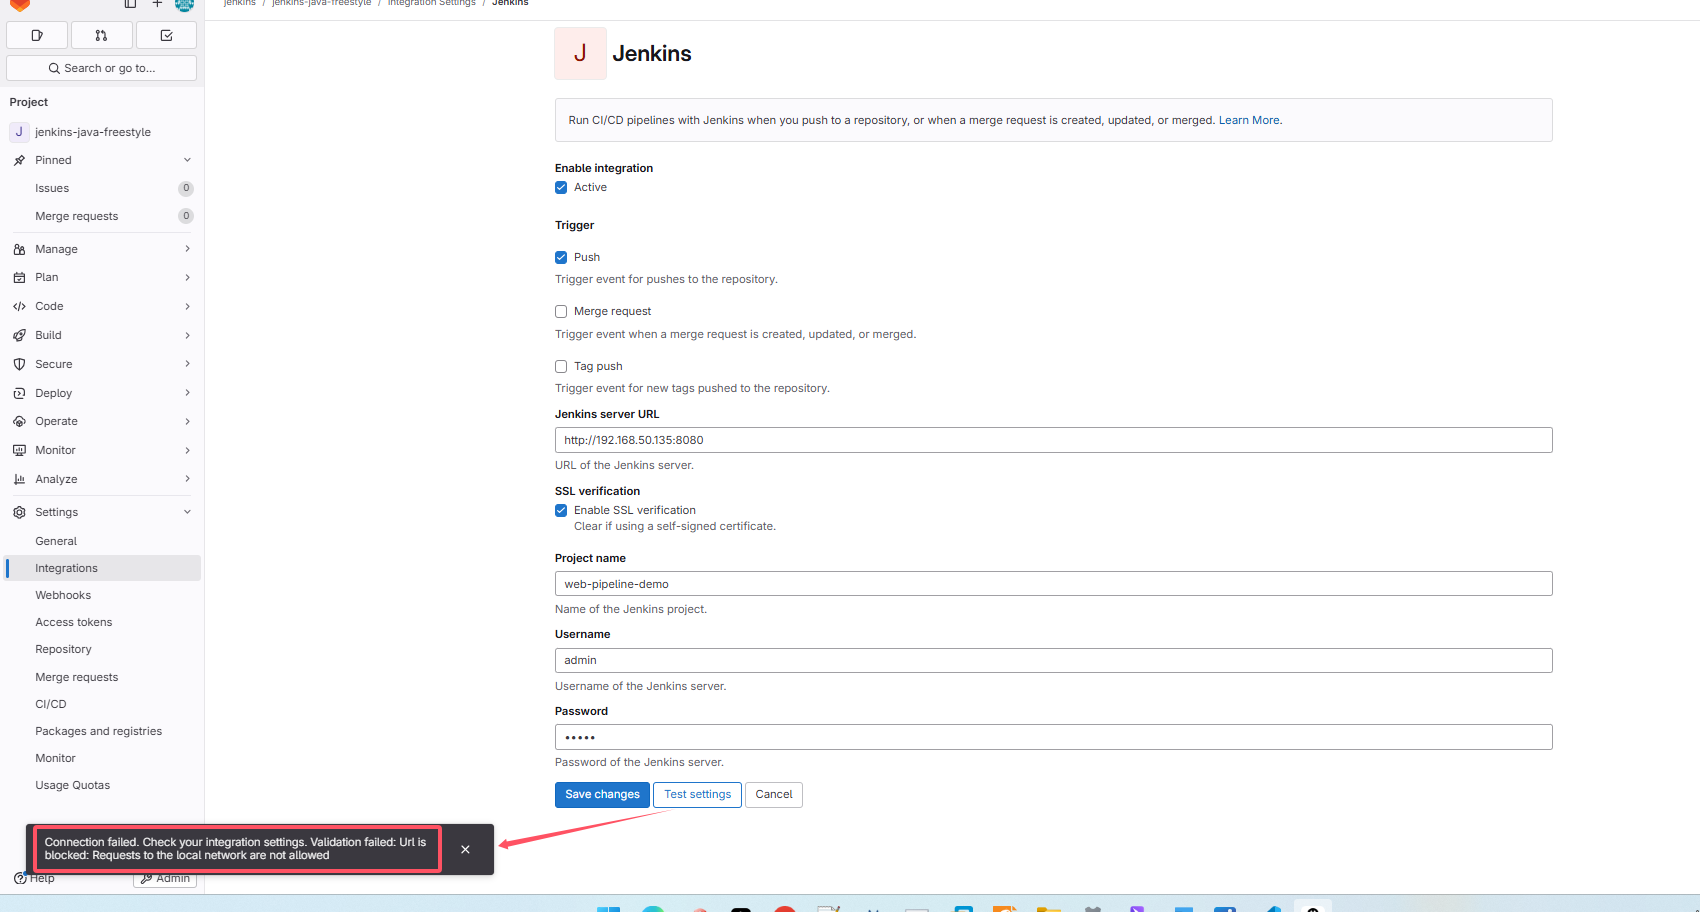 jenkins / jenkins-java-freestyle / Integration Settings / Jenkins
Search or go to...
Project
J jenkins-java-freestyle
Pinned
Issues 0
Merge requests 0
Manage
Plan
Code
Build
Secure
Deploy
Operate
Monitor
Analyze
Settings
General
Integrations
Webhooks
Access tokens
Repository
Merge requests
CI/CD
Packages and registries
Monitor
Usage Quotas
Help
Admin
J Jenkins
Run CI/CD pipelines with Jenkins when you push to a repository, or when a merge request is created, updated, or merged. Learn More.
Enable integration
Active
Trigger
Push
Trigger event for pushes to the repository.
Merge request
Trigger event when a merge request is created, updated, or merged.
Tag push
Trigger event for new tags pushed to the repository.
Jenkins server URL
http://192.168.50.135:8080
URL of the Jenkins server.
SSL verification
Enable SSL verification
Clear if using a self-signed certificate.
Project name
web-pipeline-demo
Name of the Jenkins project.
Username
admin
Username of the Jenkins server.
Password
•••••
Password of the Jenkins server.
Save changes Test settings Cancel
Connection failed. Check your integration settings. Validation failed: Url is
blocked: Requests to the local network are not allowed